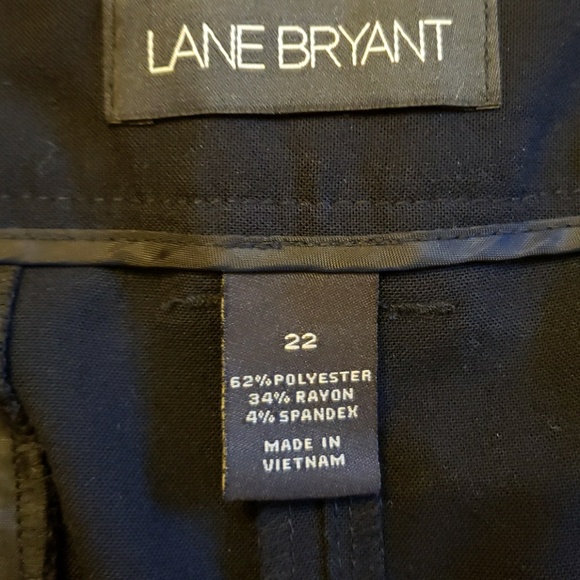 LANE BRYANT
22
62% POLYESTER
34% RAYON
4% SPANDEX
MADE IN
VIETNAM